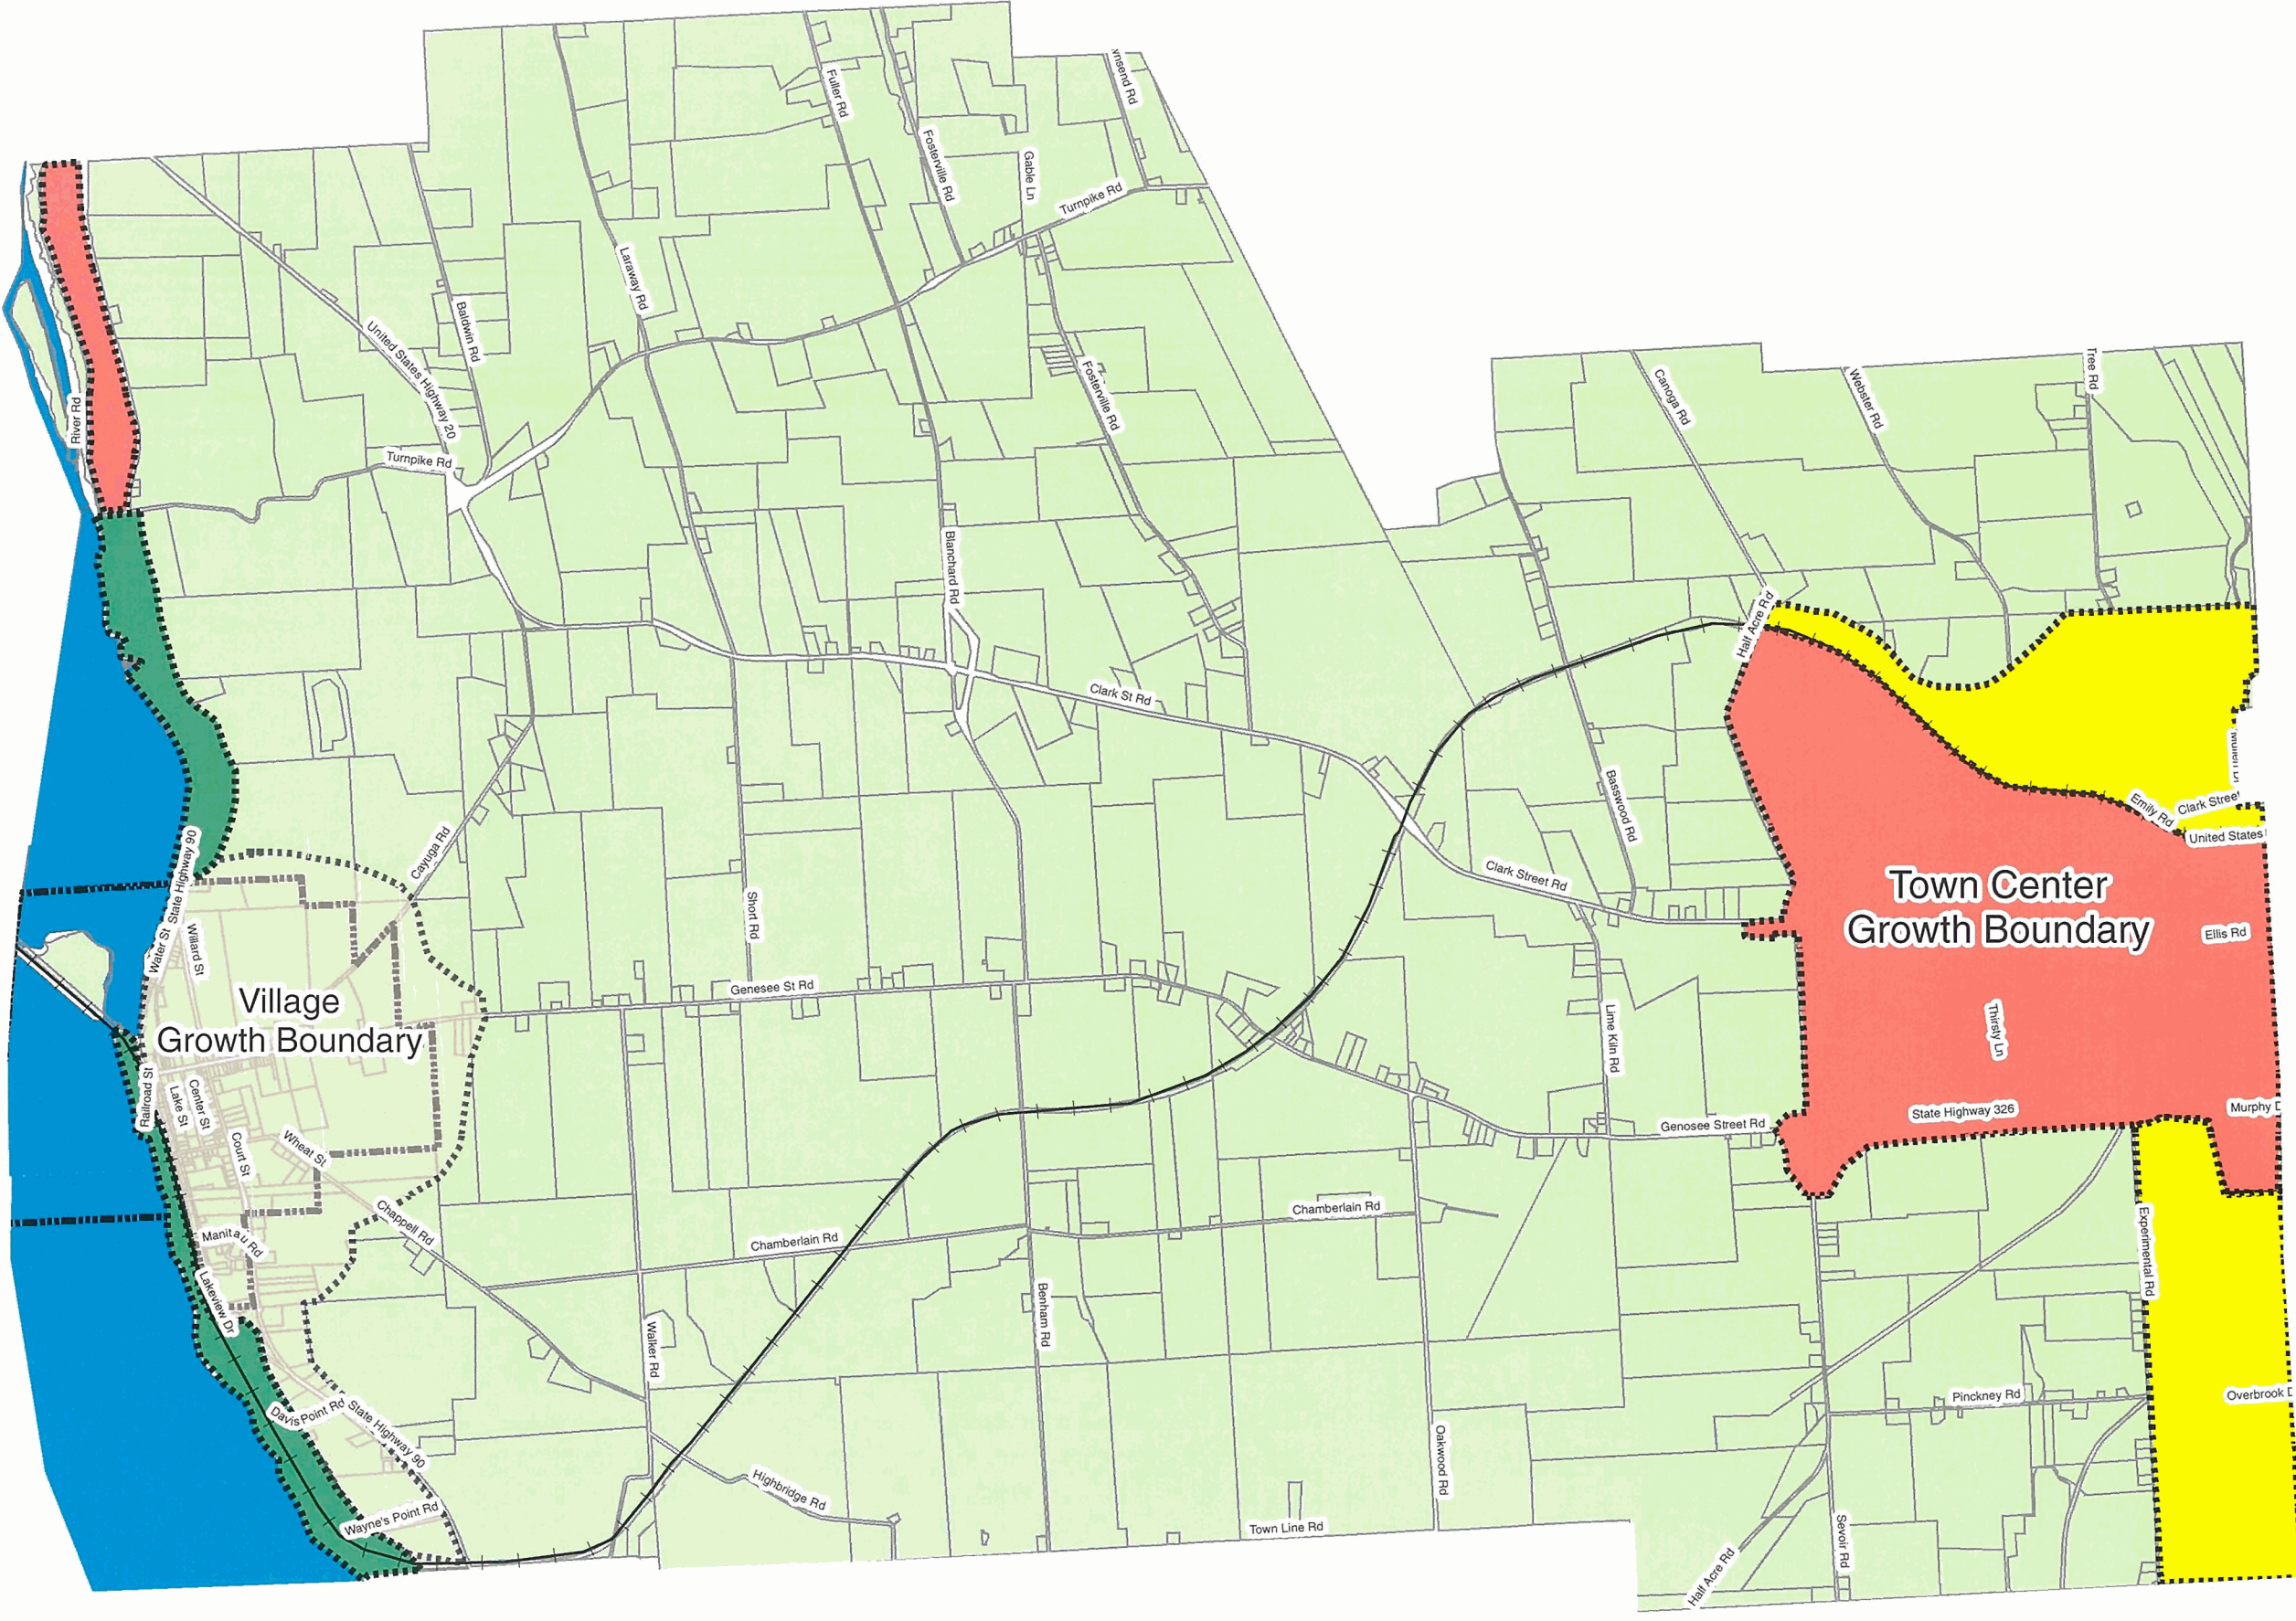 Fuller Rd
nsend Rd
Fosterville Rd
Gable Ln
Turnpike Rd
Laraway Rd
Baldwin Rd
United States Highway 20
River Rd
Turnpike Rd
Fosterville Rd
Canoga Rd
Webster Rd
Tree Rd
Blanchard Rd
Half Acre Rd
Clark St Rd
Basswood Rd
Emily Rd
Clark Street
United States
Cayuga Rd
Clark Street Rd
Town Center
Growth Boundary
Ellis Rd
Short Rd
State Highway 90
Water St
Willard St
Genesee St Rd
Village
Growth Boundary
Lime Kiln Rd
Thirsty Ln
State Highway 326
Murphy D
Genosee Street Rd
Railroad St
Lake St
Center St
Court St
Wheat St
Chappell Rd
Manitau Rd
Chamberlain Rd
Chamberlain Rd
Experimental Rd
Lakeview Dr
Walker Rd
Benham Rd
Davis Point Rd
State Highway 90
Pinckney Rd
Overbrook D
Oakwood Rd
Highbridge Rd
Wayne's Point Rd
Town Line Rd
Sevoir Rd
Half Acre Rd